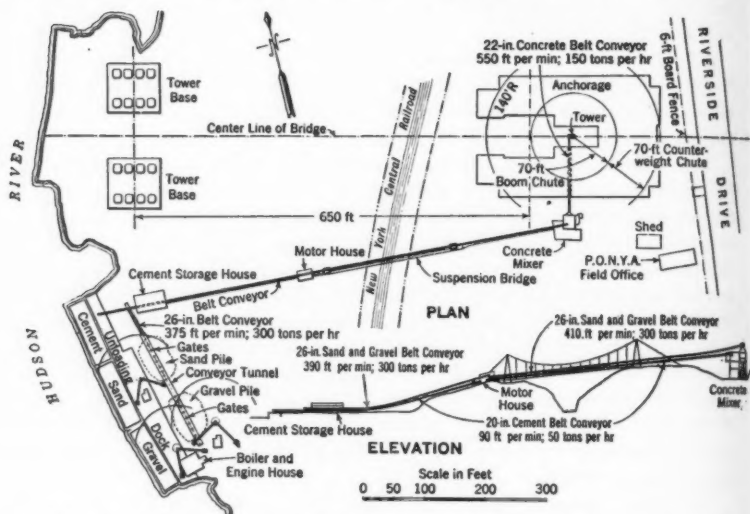 22-in. Concrete Belt Conveyor
550 ft per min; 150 tons per hr
6-ft Board Fence
RIVERSIDE
DRIVE
N
Tower
Base
Anchorage
140'R
Tower
Center Line of Bridge
New York Central Railroad
70-ft
Boom Chute
70-ft Counter-
weight Chute
RIVER
Tower
Base
650 ft
Shed
Concrete
Mixer
P.O.N.Y.A.
Field Office
Motor House
Cement Storage House
Suspension Bridge
Belt Conveyor
PLAN
HUDSON
26-in. Belt Conveyor
375 ft per min; 300 tons per hr
Cement
Unloading
Gates
Sand Pile
Conveyor Tunnel
Sand
Gravel Pile
Gates
Dock
Gravel
Boiler and
Engine House
26-in. Sand and Gravel Belt Conveyor
390 ft per min; 300 tons per hr
26-in. Sand and Gravel Belt Conveyor
410 ft per min; 300 tons per hr
Motor
House
Concrete
Mixer
Cement Storage House
20-in. Cement Belt Conveyor
90 ft per min; 50 tons per hr
ELEVATION
Scale in Feet
0 50 100 200 300